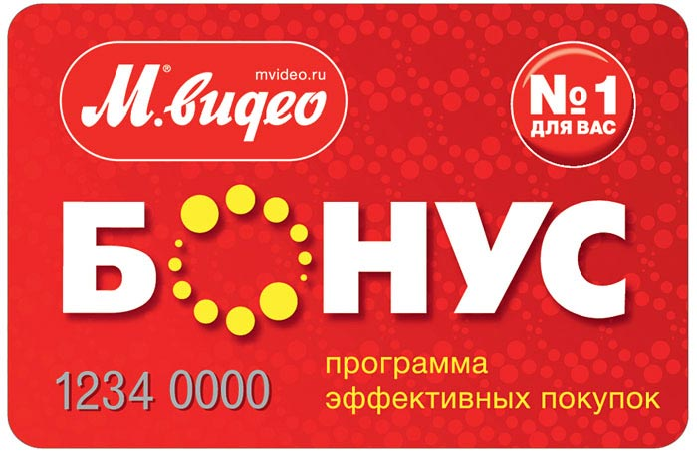 mvideo.ru
М.видео®
№1
ДЛЯ ВАС
БОНУС
1234 0000
программа
эффективных покупок